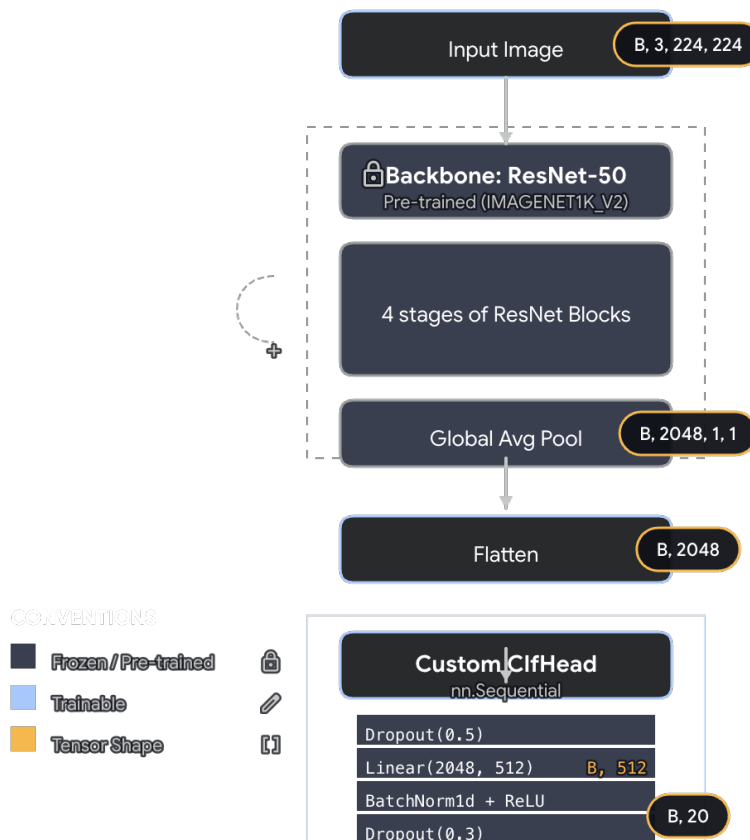 Input Image
B, 3, 224, 224
Backbone: ResNet-50
Pre-trained (IMAGENET1K_V2)
4 stages of ResNet Blocks
Global Avg Pool
B, 2048, 1, 1
Flatten
B, 2048
CONVENTIONS
Frozen / Pre-trained
Trainable
Tensor Shape
Custom ClfHead
nn.Sequential
Dropout(0.5)
Linear(2048, 512) B, 512
BatchNorm1d + ReLU
B, 20
Dropout(0.3)